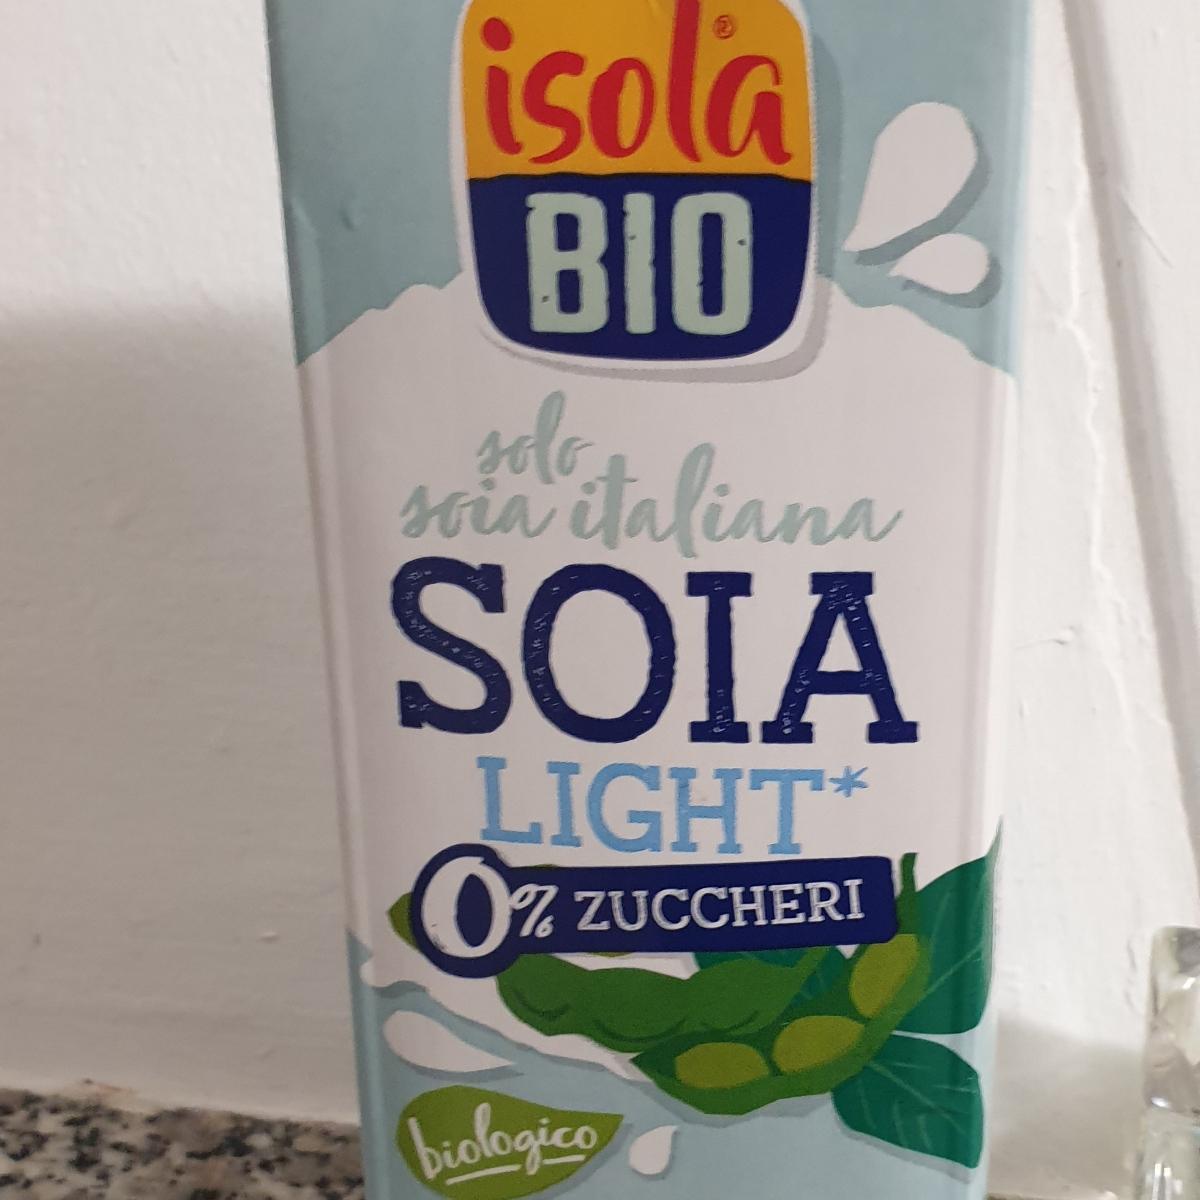 isola®
BIO
solo
soia italiana
SOIA
LIGHT*
0% ZUCCHERI
biologico